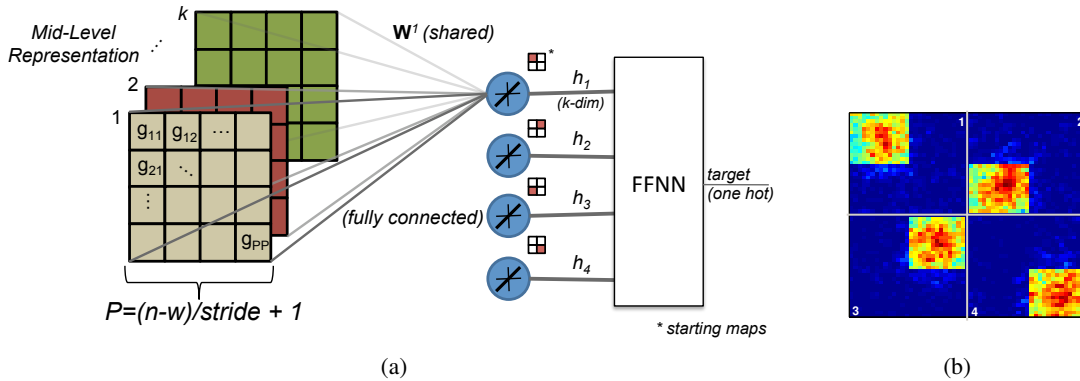 Mid-Level
Representation
⋰
k
2
1
g₁₁ g₁₂ ⋯
g₂₁ ⋱
⋮
g_PP
P=(n-w)/stride + 1
W¹ (shared)
(fully connected)
*
h₁
(k-dim)
h₂
h₃
h₄
FFNN
target
(one hot)
* starting maps
(a)
1
2
3
4
(b)